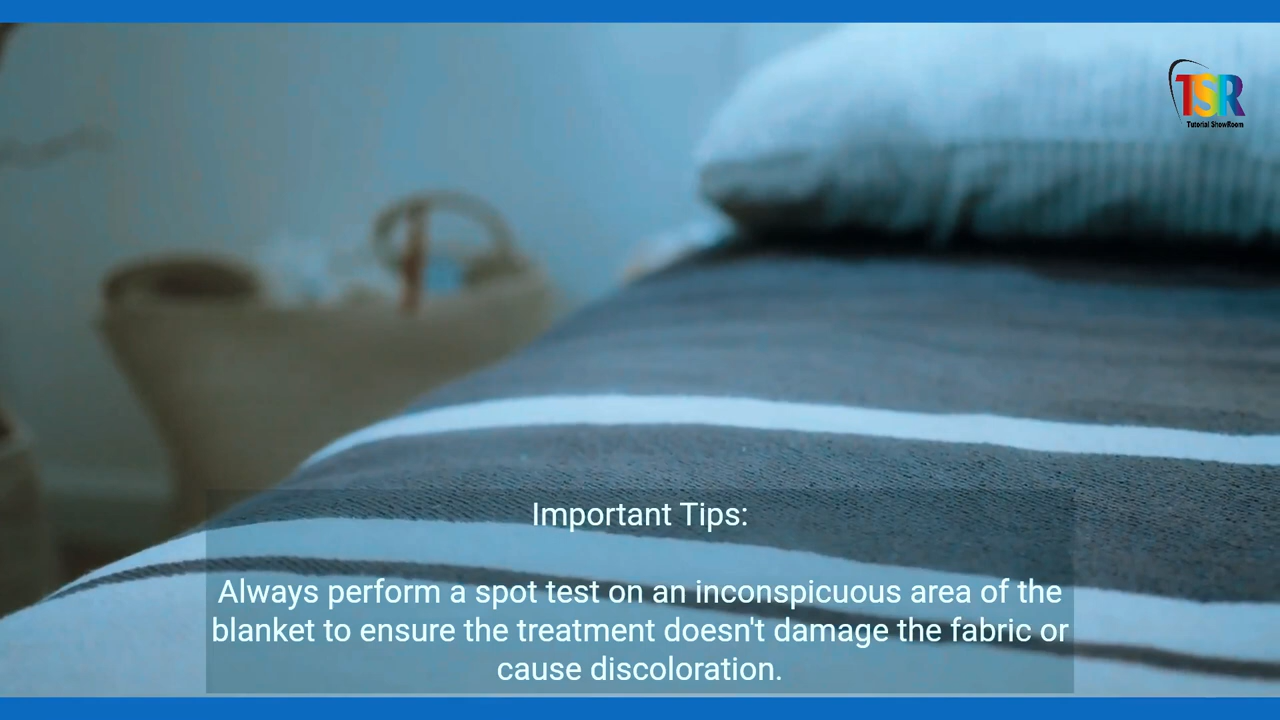 TSR
Tutorial ShowRoom
Important Tips:
Always perform a spot test on an inconspicuous area of the
blanket to ensure the treatment doesn't damage the fabric or
cause discoloration.